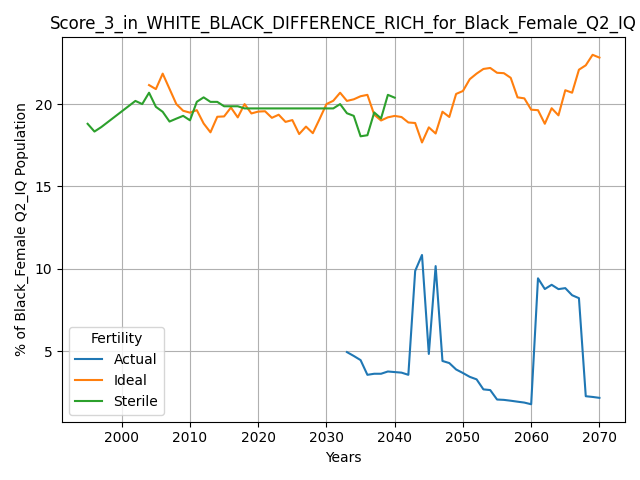 Score_3_in_WHITE_BLACK_DIFFERENCE_RICH_for_Black_Female_Q2_IQ
% of Black_Female Q2_IQ Population
20
15
10
5
Fertility
Actual
Ideal
Sterile
2000 2010 2020 2030 2040 2050 2060 2070
Years